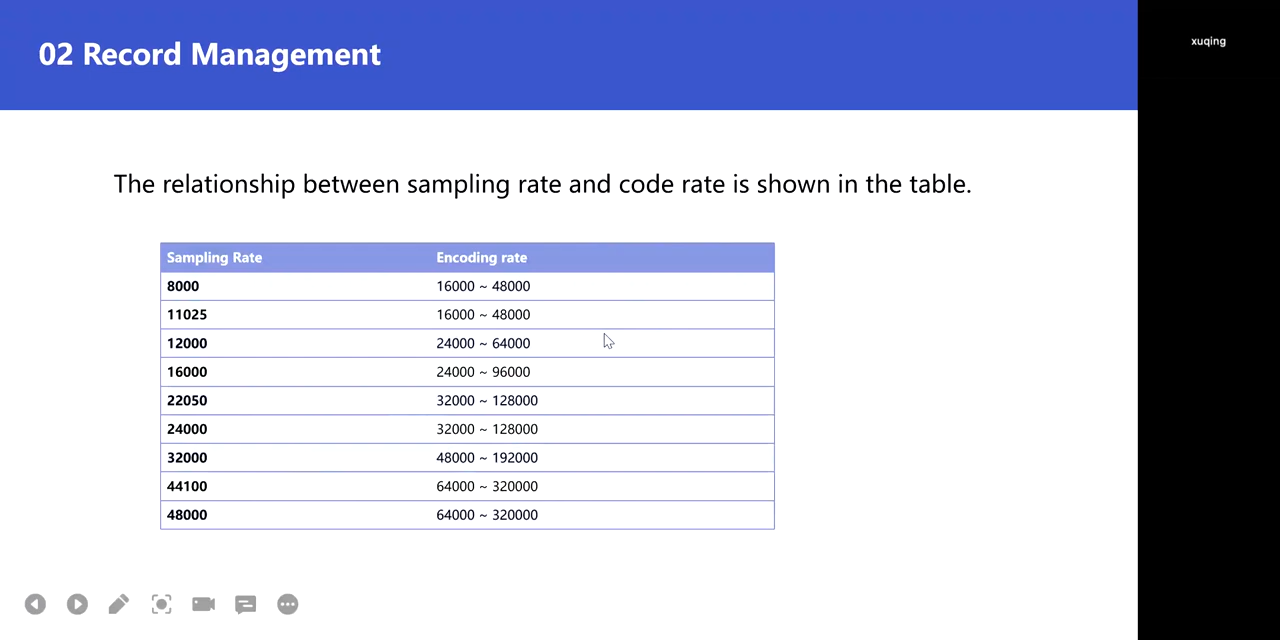 02 Record Management
xuqing
The relationship between sampling rate and code rate is shown in the table.
Sampling Rate Encoding rate
8000 16000 ~ 48000
11025 16000 ~ 48000
12000 24000 ~ 64000
16000 24000 ~ 96000
22050 32000 ~ 128000
24000 32000 ~ 128000
32000 48000 ~ 192000
44100 64000 ~ 320000
48000 64000 ~ 320000